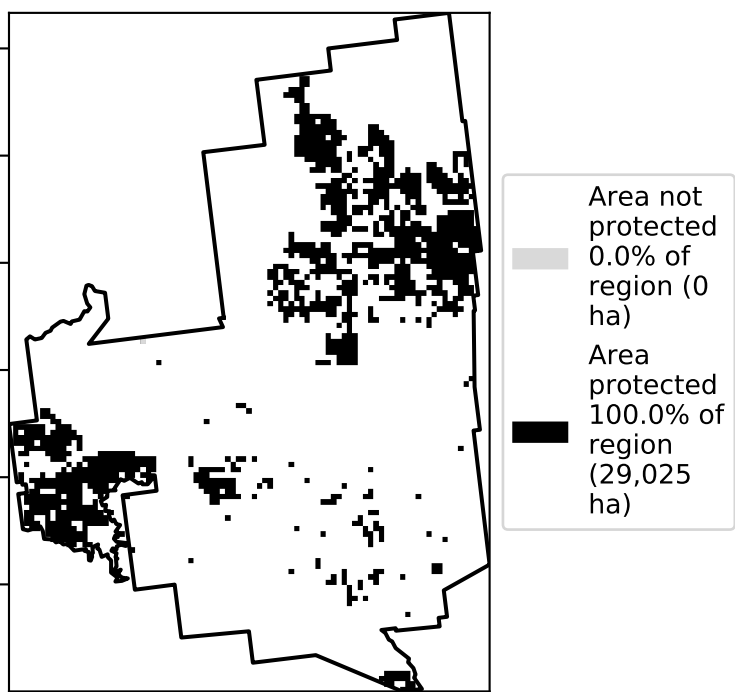 Area not
protected
0.0% of
region (0
ha)
Area
protected
100.0% of
region
(29,025
ha)